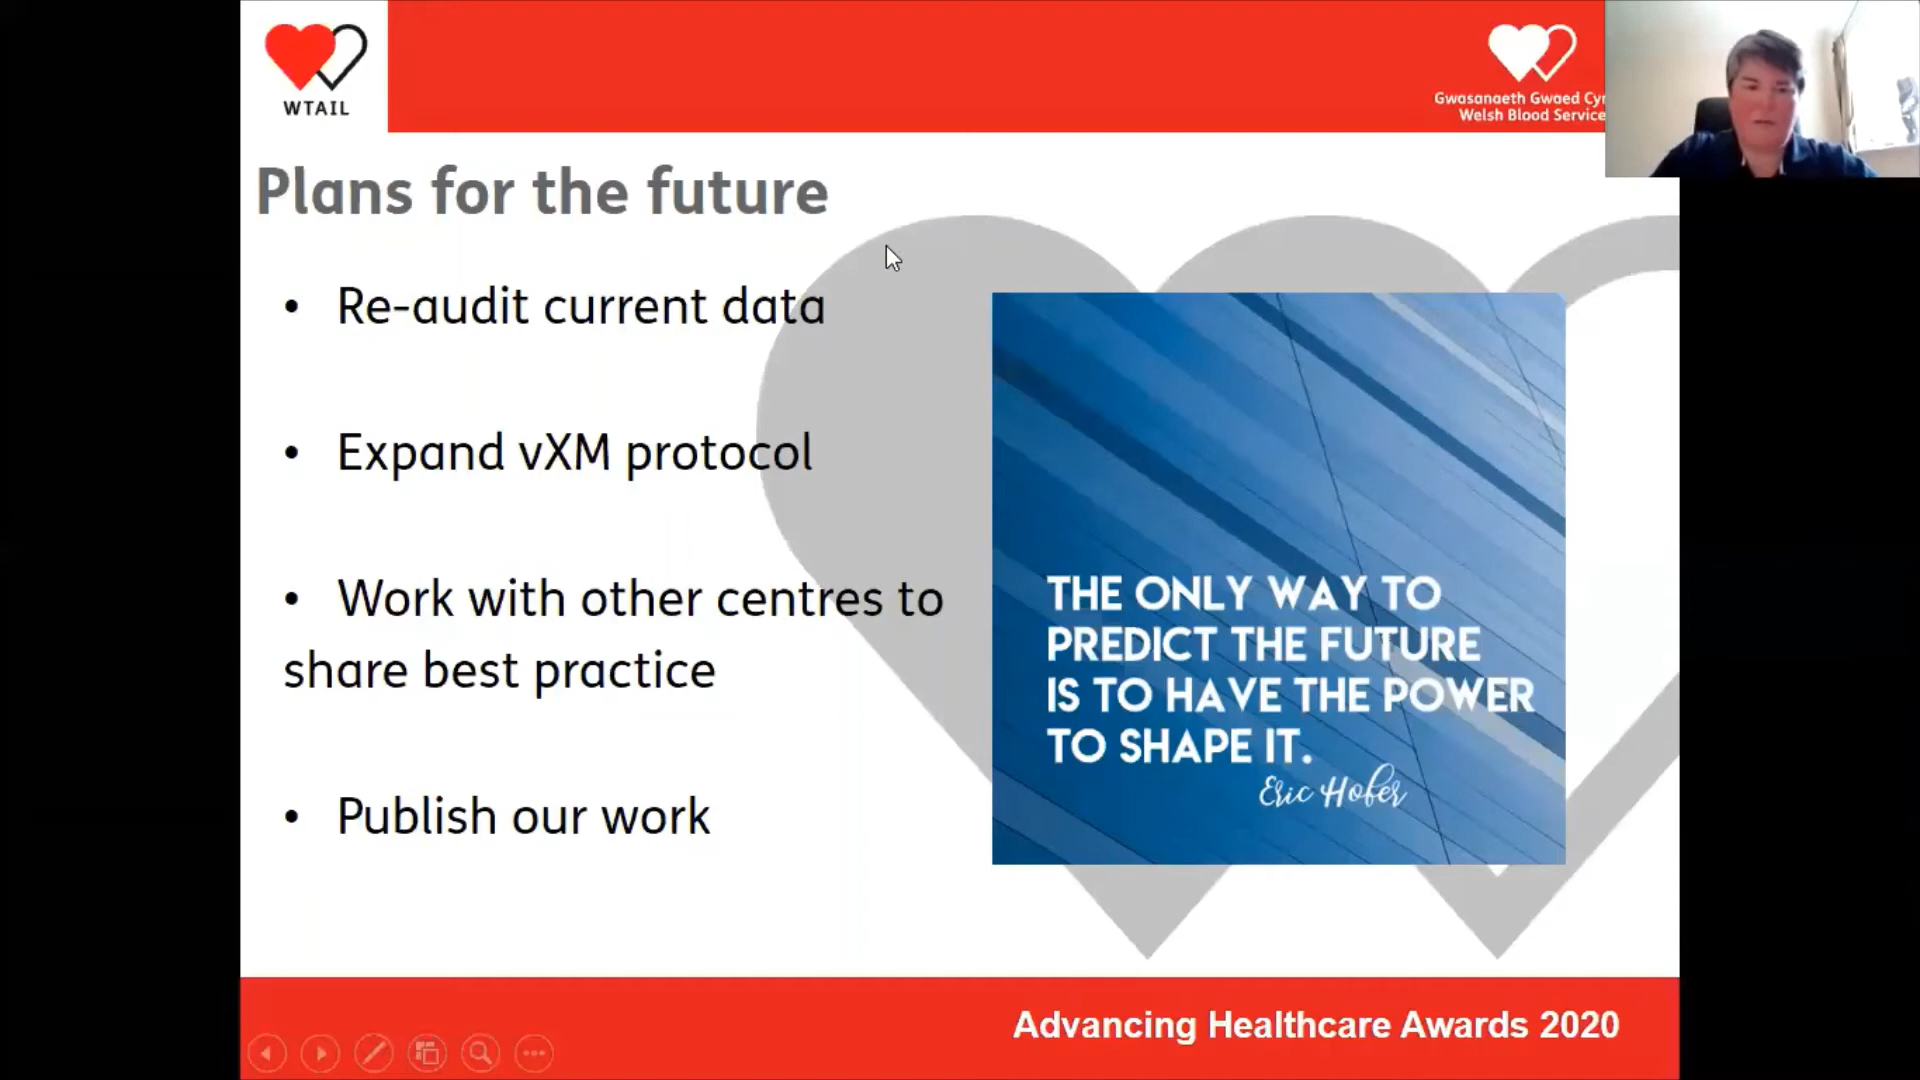 WTAIL
Gwasanaeth Gwaed
Welsh Blood Service
Plans for the future
• Re-audit current data
• Expand vXM protocol
• Work with other centres to
share best practice
• Publish our work
THE ONLY WAY TO
PREDICT THE FUTURE
IS TO HAVE THE POWER
TO SHAPE IT.
Eric Hofer
Advancing Healthcare Awards 2020